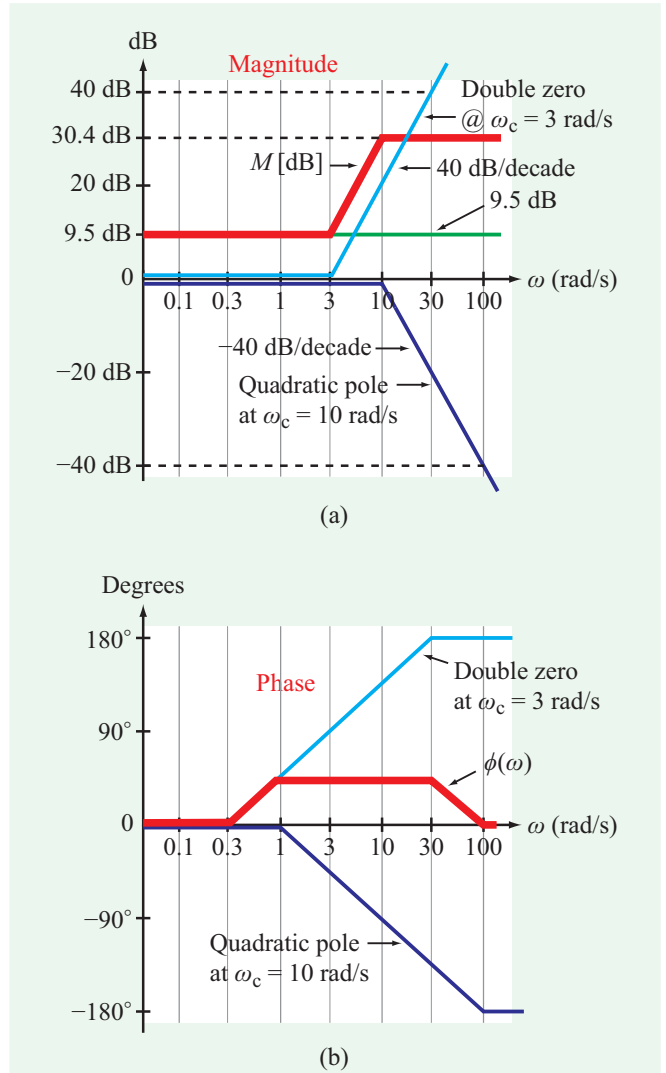 dB
Magnitude
40 dB
Double zero
@ ωc = 3 rad/s
30.4 dB
M [dB]
40 dB/decade
20 dB
9.5 dB
9.5 dB
0
ω (rad/s)
0.1 0.3 1 3 10 30 100
−40 dB/decade
−20 dB
Quadratic pole
at ωc = 10 rad/s
−40 dB
(a)
Degrees
180°
Double zero
at ωc = 3 rad/s
Phase
90°
ϕ(ω)
0
ω (rad/s)
0.1 0.3 1 3 10 30 100
−90°
Quadratic pole
at ωc = 10 rad/s
−180°
(b)